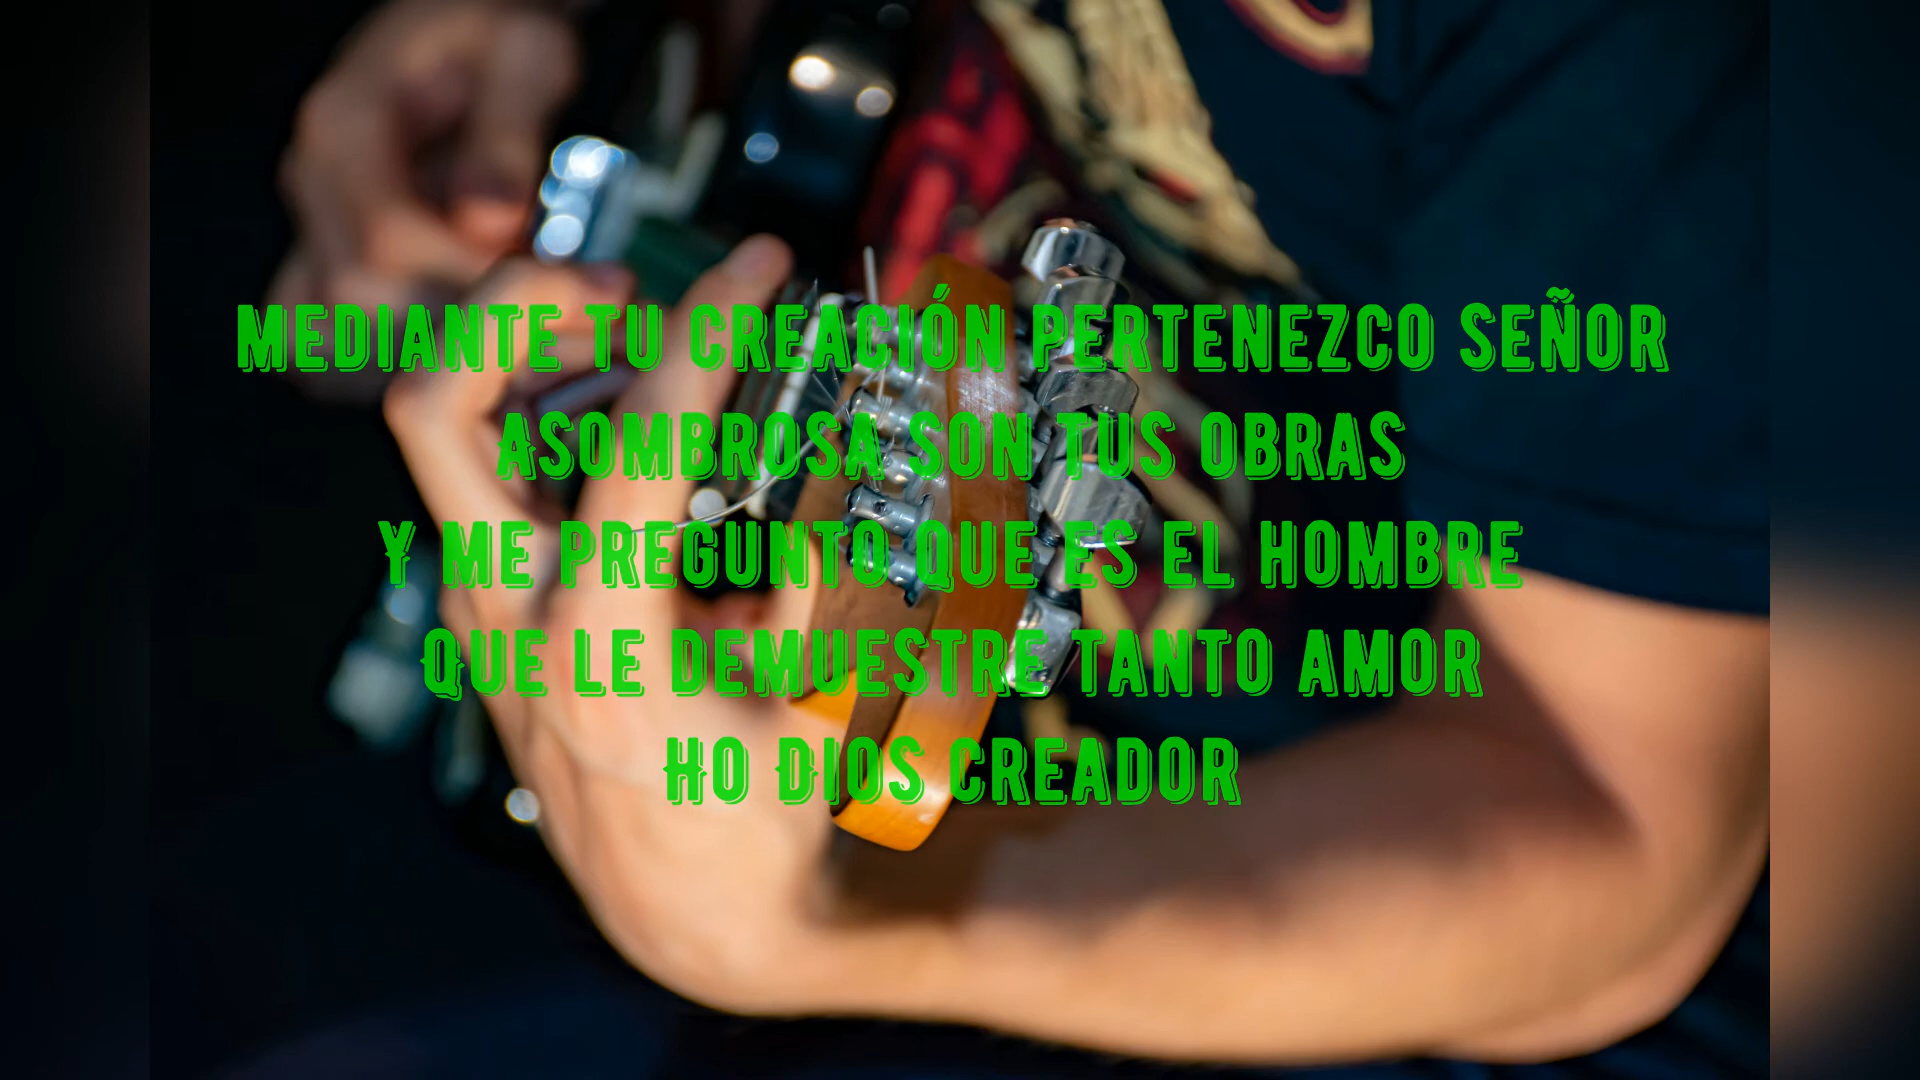 Mediante tu creación pertenezco Señor
Asombrosa son tus obras
Y me pregunto que es el hombre
Que le demuestre tanto amor
Ho Dios creador